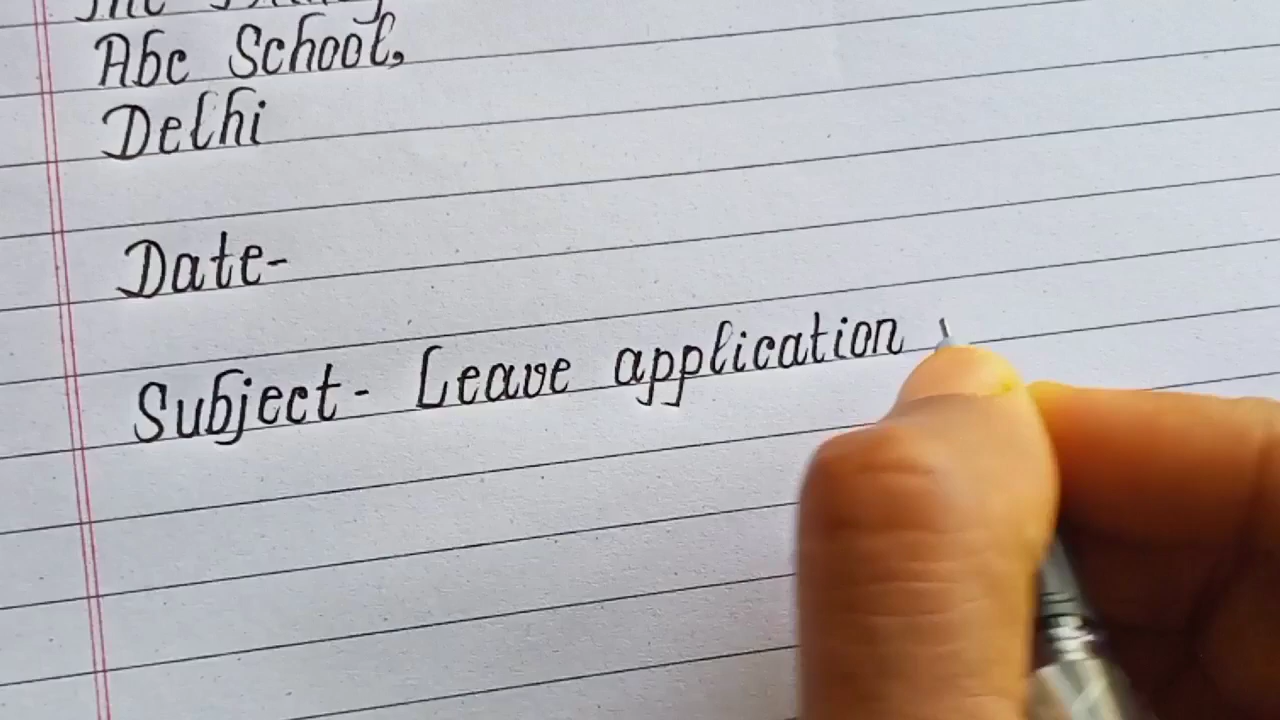 Abc School,
Delhi
Date-
Subject- Leave application